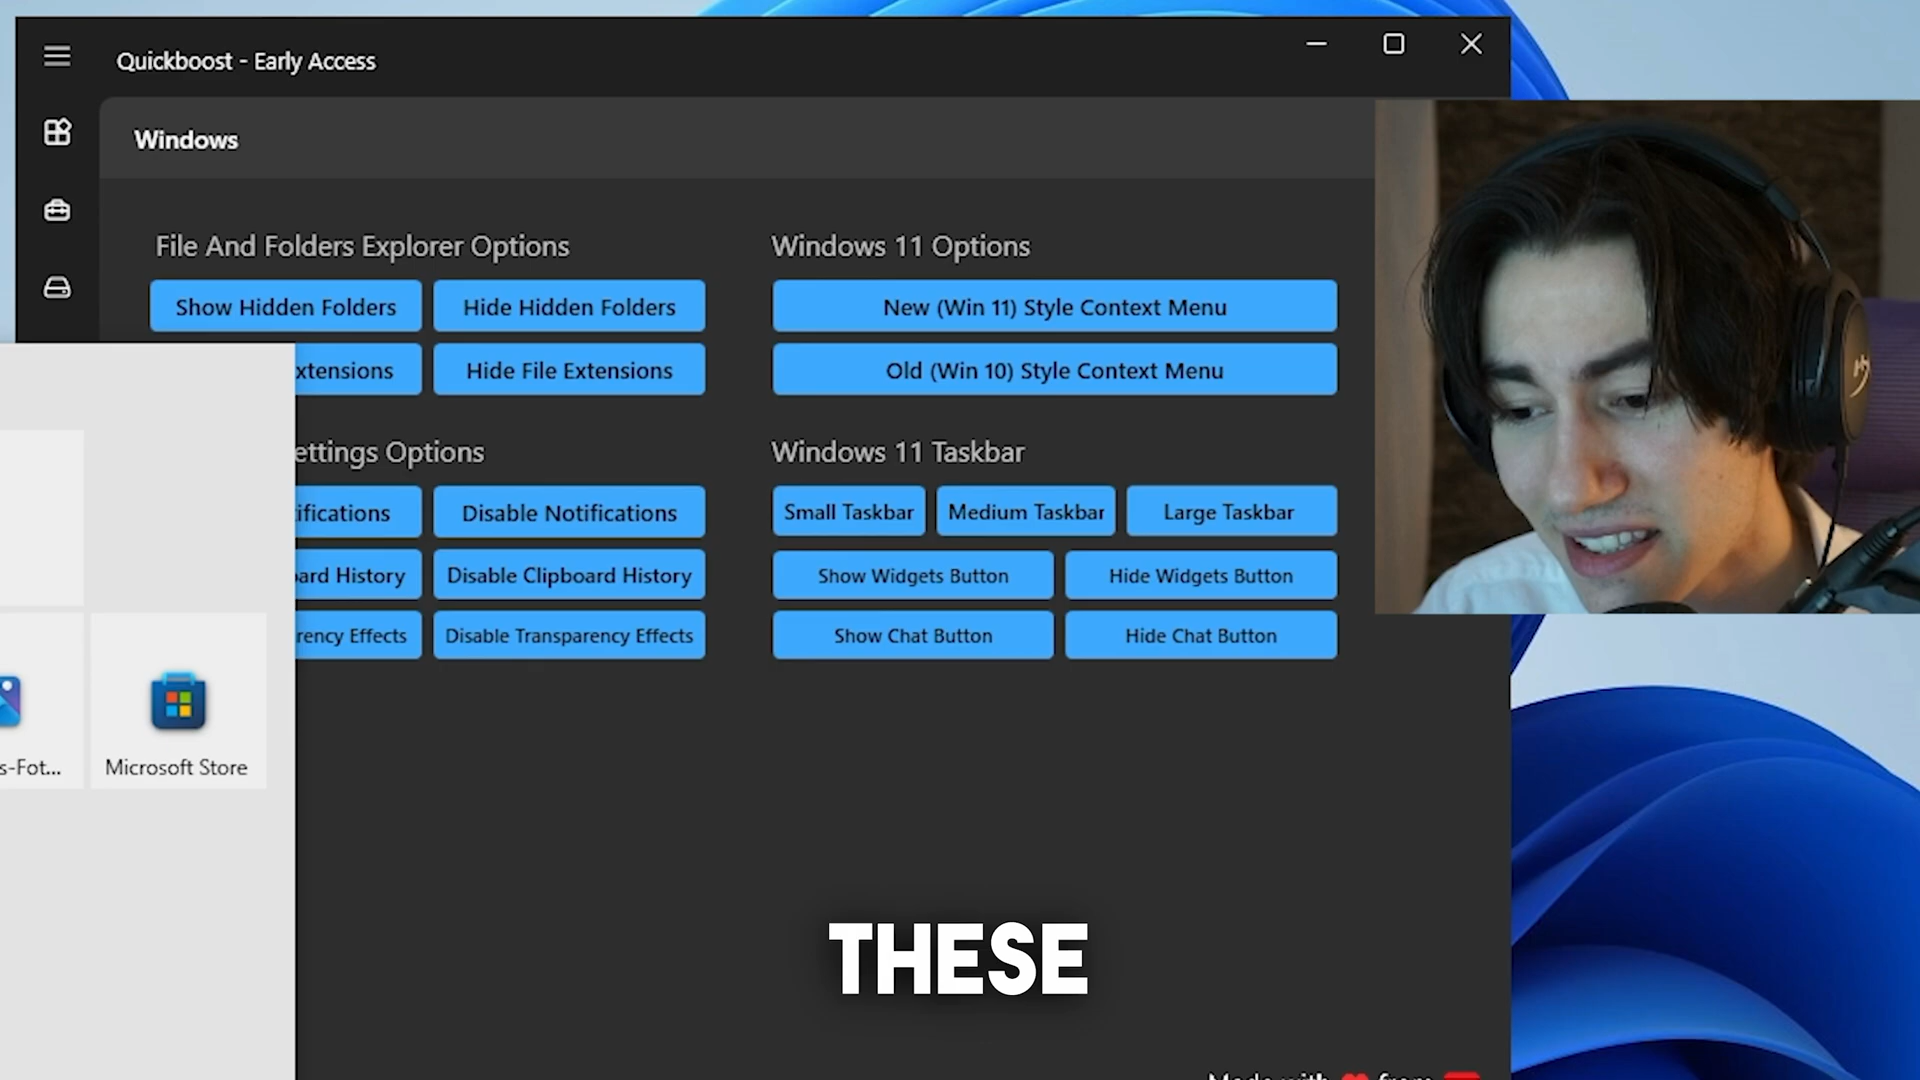 Quickboost - Early Access
Windows
File And Folders Explorer Options
Show Hidden Folders
Hide Hidden Folders
xtensions
Hide File Extensions
ettings Options
ifications
Disable Notifications
ard History
Disable Clipboard History
rency Effects
Disable Transparency Effects
Windows 11 Options
New (Win 11) Style Context Menu
Old (Win 10) Style Context Menu
Windows 11 Taskbar
Small Taskbar
Medium Taskbar
Large Taskbar
Show Widgets Button
Hide Widgets Button
Show Chat Button
Hide Chat Button
s-Fot...
Microsoft Store
THESE
Made with from